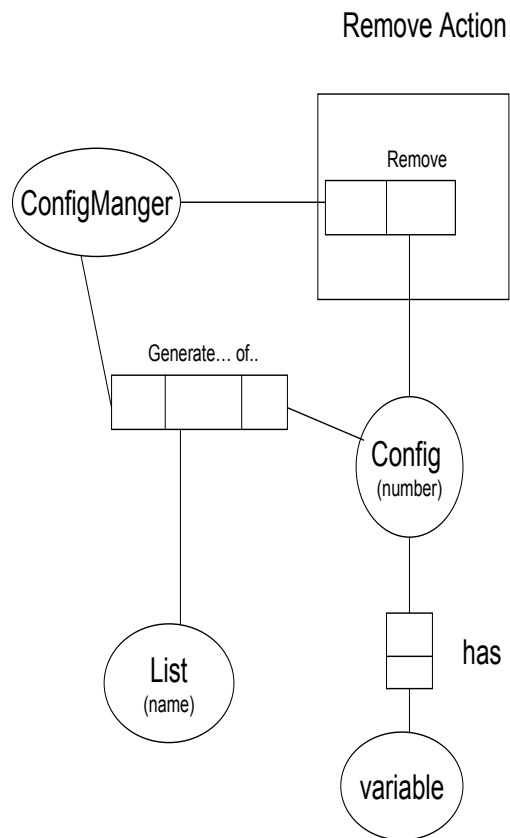 Remove Action
Remove
ConfigManger
Generate... of..
Config
(number)
List
(name)
has
variable